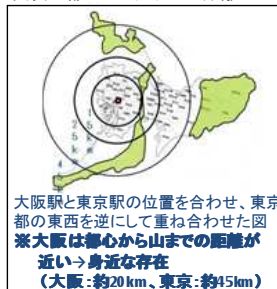 15km
25km
大阪駅と東京駅の位置を合わせ、東京
都の東西を逆にして重ね合わせた図
※大阪は都心から山までの距離が
近い→身近な存在
（大阪：約20km、東京：約45km）